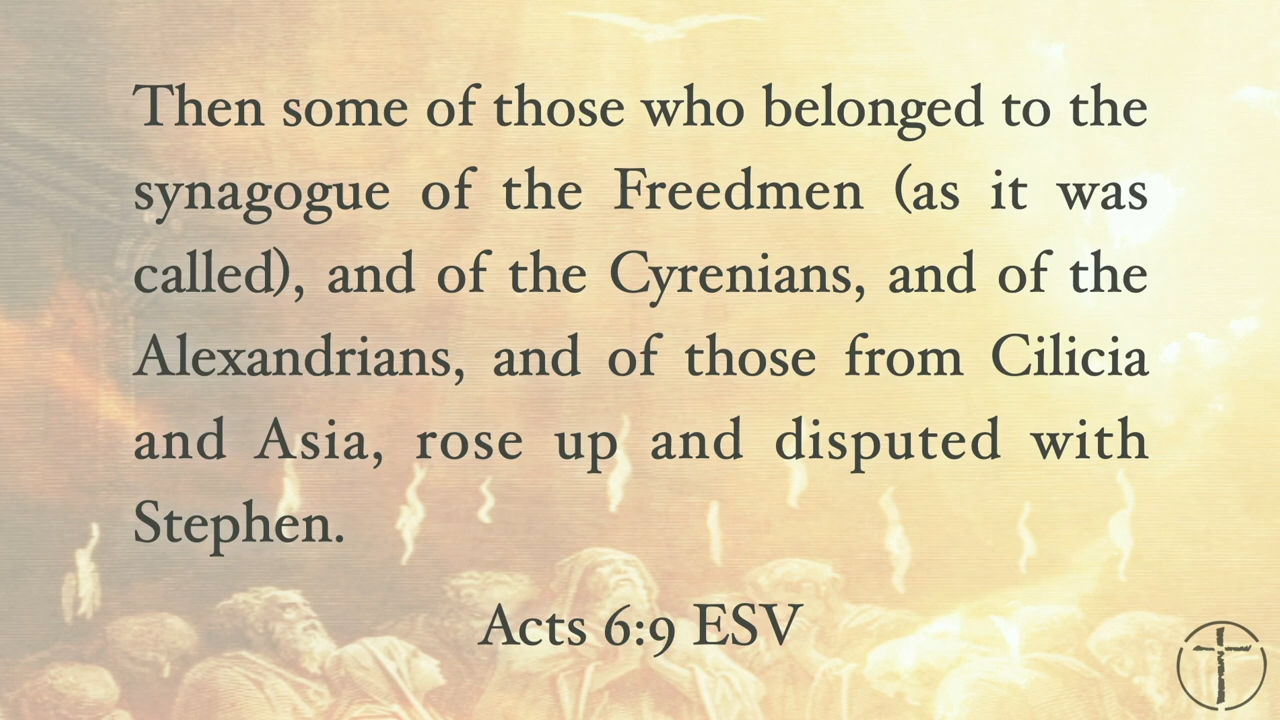 Then some of those who belonged to the
synagogue of the Freedmen (as it was
called), and of the Cyrenians, and of the
Alexandrians, and of those from Cilicia
and Asia, rose up and disputed with
Stephen.
Acts 6:9 ESV